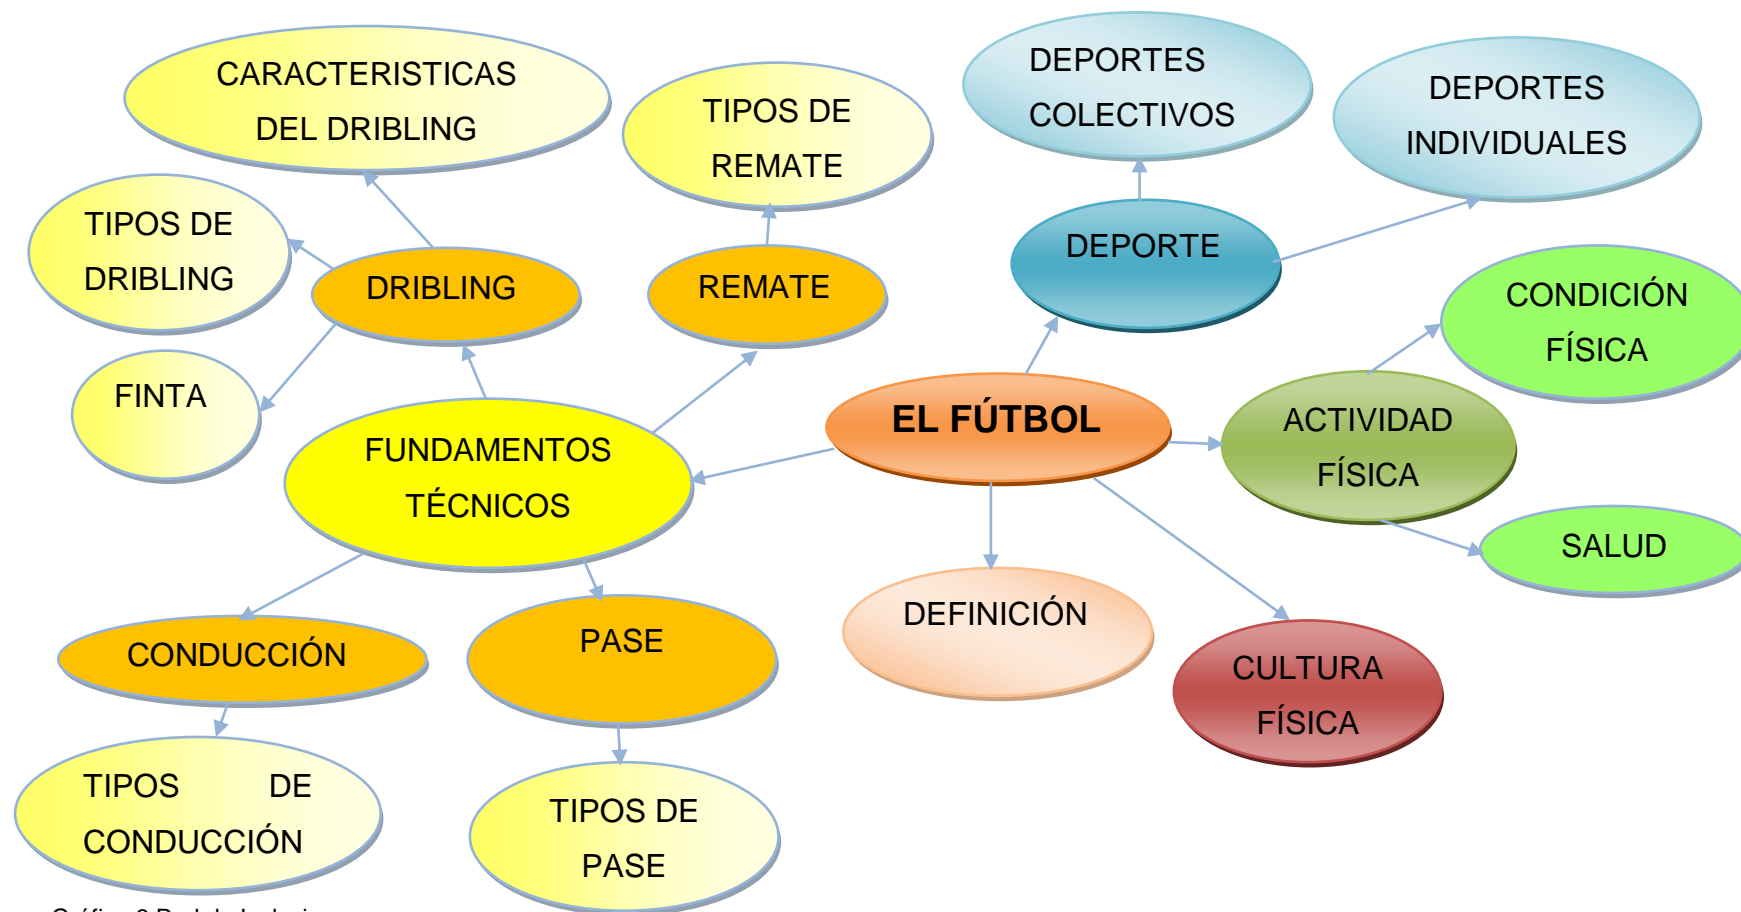 CARACTERISTICAS
DEL DRIBLING
TIPOS DE
REMATE
DEPORTES
COLECTIVOS
DEPORTES
INDIVIDUALES
TIPOS DE
DRIBLING
DRIBLING
REMATE
DEPORTE
CONDICIÓN
FÍSICA
FINTA
FUNDAMENTOS
TÉCNICOS
EL FÚTBOL
ACTIVIDAD
FÍSICA
SALUD
CONDUCCIÓN
PASE
DEFINICIÓN
CULTURA
FÍSICA
TIPOS DE
CONDUCCIÓN
TIPOS DE
PASE